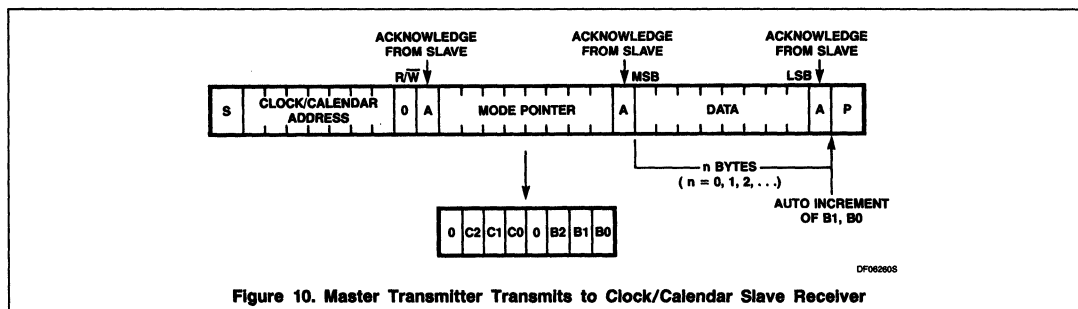 ACKNOWLEDGE
FROM SLAVE
ACKNOWLEDGE
FROM SLAVE
ACKNOWLEDGE
FROM SLAVE
R/W̅
MSB
LSB
S
CLOCK/CALENDAR
ADDRESS
0
A
MODE POINTER
A
DATA
A
P
n BYTES
( n = 0, 1, 2, . . .)
AUTO INCREMENT
OF B1, B0
0 C2 C1 C0 0 B2 B1 B0
DF06260S
Figure 10. Master Transmitter Transmits to Clock/Calendar Slave Receiver